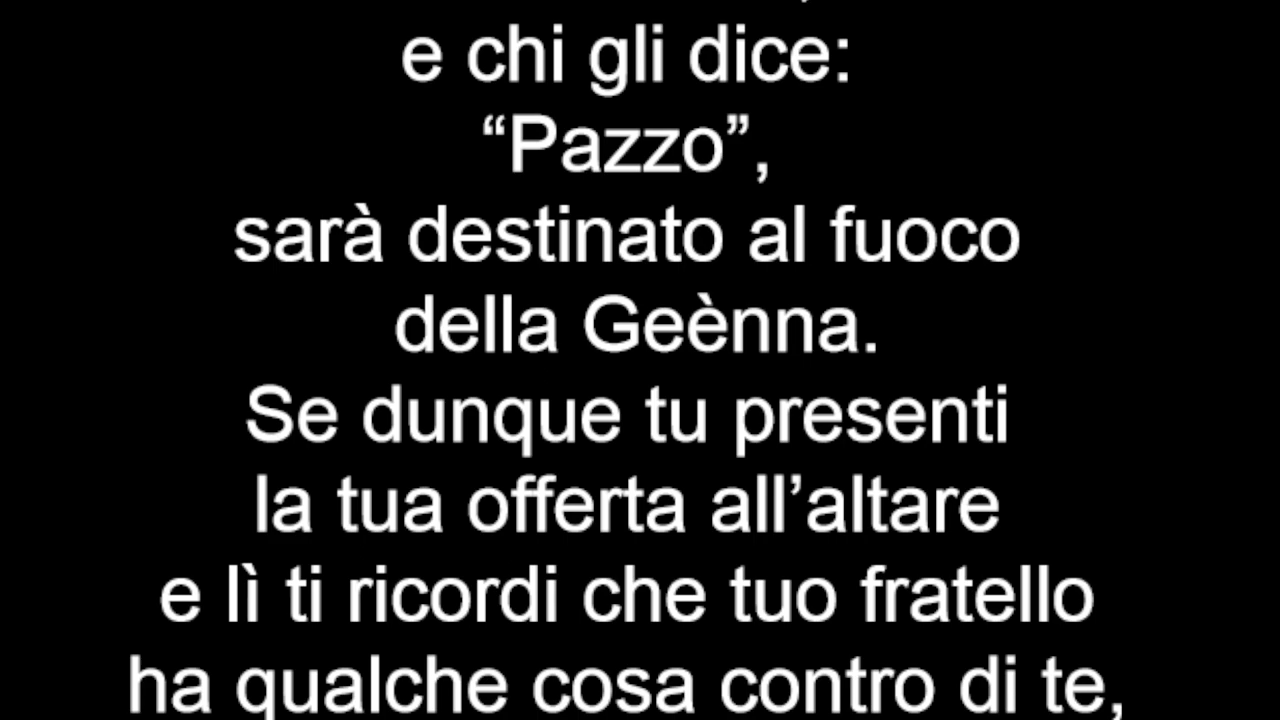 e chi gli dice:
“Pazzo”,
sarà destinato al fuoco
della Geènna.
Se dunque tu presenti
la tua offerta all’altare
e lì ti ricordi che tuo fratello
ha qualche cosa contro di te,